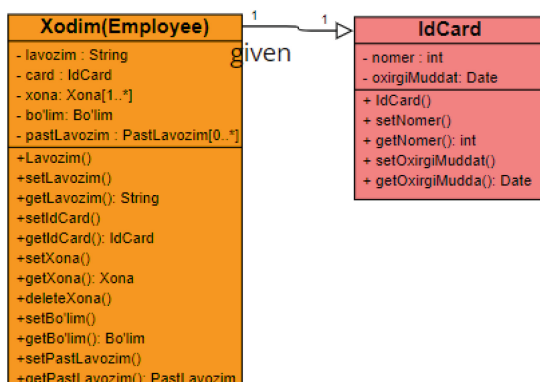 Xodim(Employee)
- lavozim : String
- card : IdCard
- xona: Xona[1..*]
- bo'lim: Bo'lim
- pastLavozim : PastLavozim[0..*]
+Lavozim()
+setLavozim()
+getLavozim(): String
+setIdCard()
+getIdCard(): IdCard
+setXona()
+getXona(): Xona
+deleteXona()
+setBo'lim()
+getBo'lim(): Bo'lim
+setPastLavozim()
+getPastLavozim(): PastLavozim
1
1
given
IdCard
- nomer : int
- oxirgiMuddat: Date
+ IdCard()
+ setNomer()
+ getNomer(): int
+ setOxirgiMuddat()
+ getOxirgiMudda(): Date